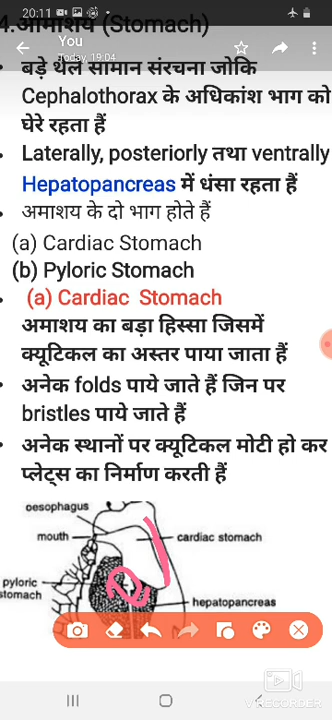 20:11
4.आमाशय (Stomach)
You
Today, 19:04
• बड़े थैले सामान संरचना जोकि
Cephalothorax के अधिकांश भाग को
घेरे रहता हैं
• Laterally, posteriorly तथा ventrally
Hepatopancreas में धंसा रहता हैं
• अमाशय के दो भाग होते हैं
(a) Cardiac Stomach
(b) Pyloric Stomach
• (a) Cardiac Stomach
अमाशय का बड़ा हिस्सा जिसमें
क्यूटिकल का अस्तर पाया जाता हैं
• अनेक folds पाये जाते हैं जिन पर
bristles पाये जाते हैं
• अनेक स्थानों पर क्यूटिकल मोटी हो कर
प्लेट्स का निर्माण करती हैं
oesophagus
mouth
cardiac stomach
pyloric
stomach
hepatopancreas
V RECORDER